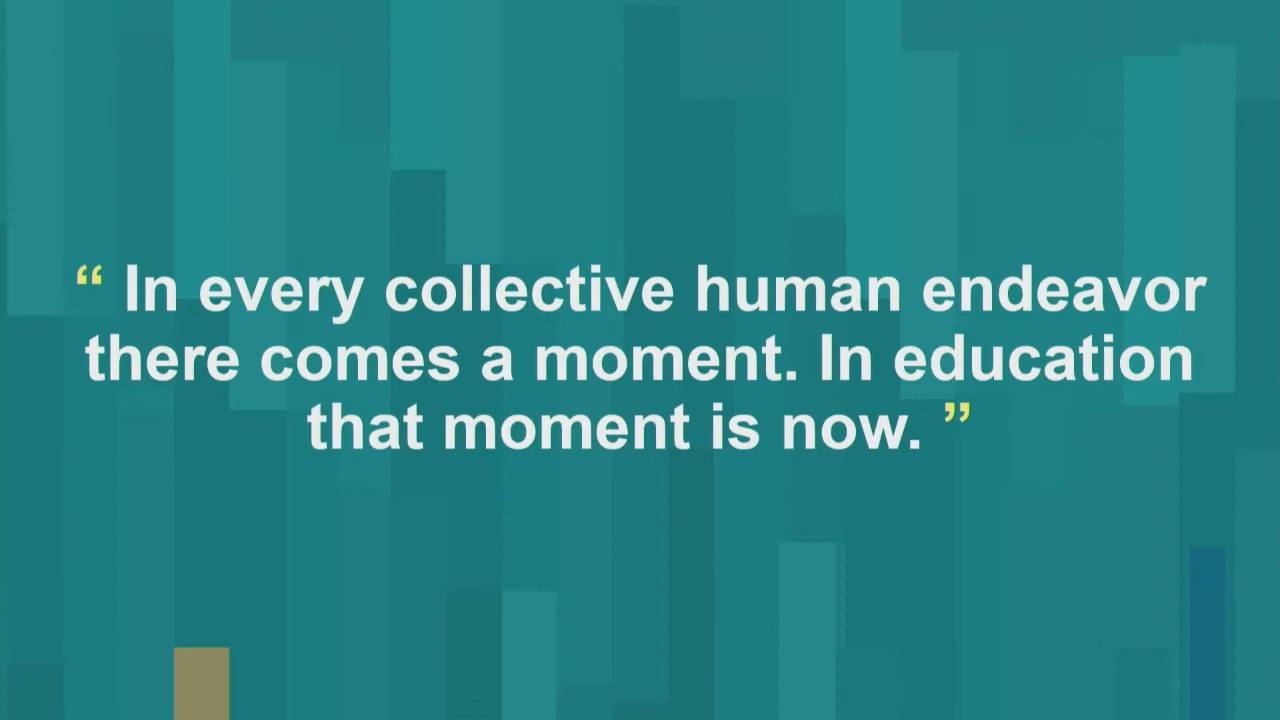 “ In every collective human endeavor
there comes a moment. In education
that moment is now. ”